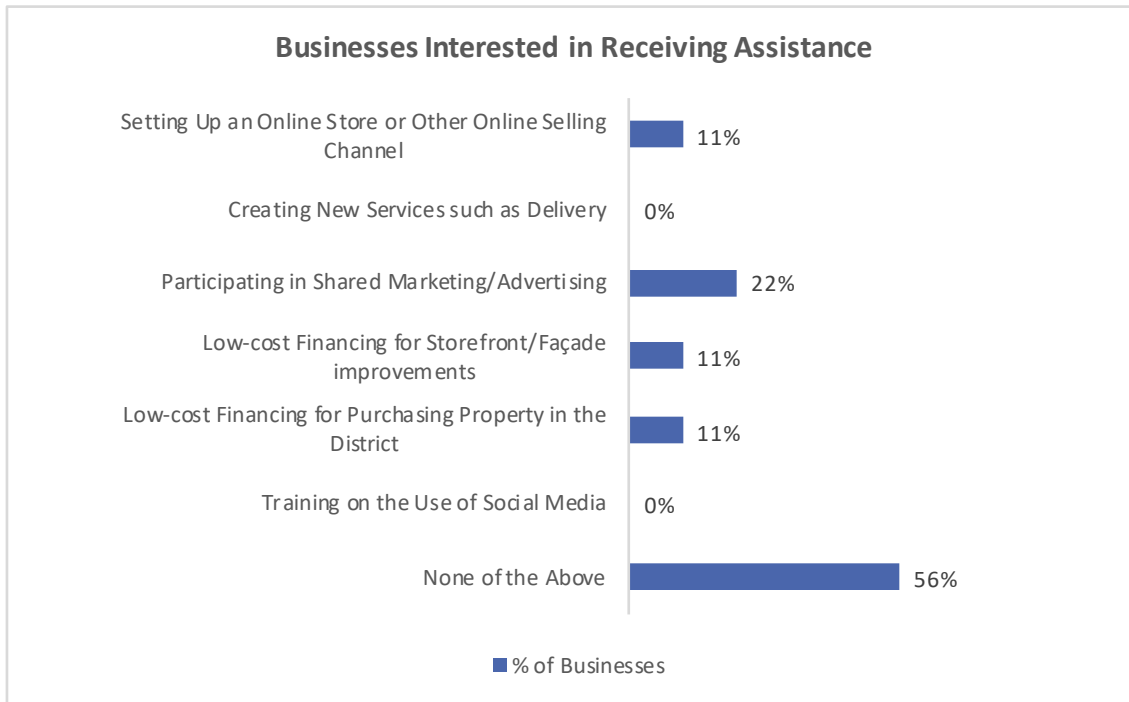 Businesses Interested in Receiving Assistance
Setting Up an Online Store or Other Online Selling
Channel
11%
Creating New Services such as Delivery
0%
Participating in Shared Marketing/Advertising
22%
Low-cost Financing for Storefront/Façade
improvements
11%
Low-cost Financing for Purchasing Property in the
District
11%
Training on the Use of Social Media
0%
None of the Above
56%
% of Businesses